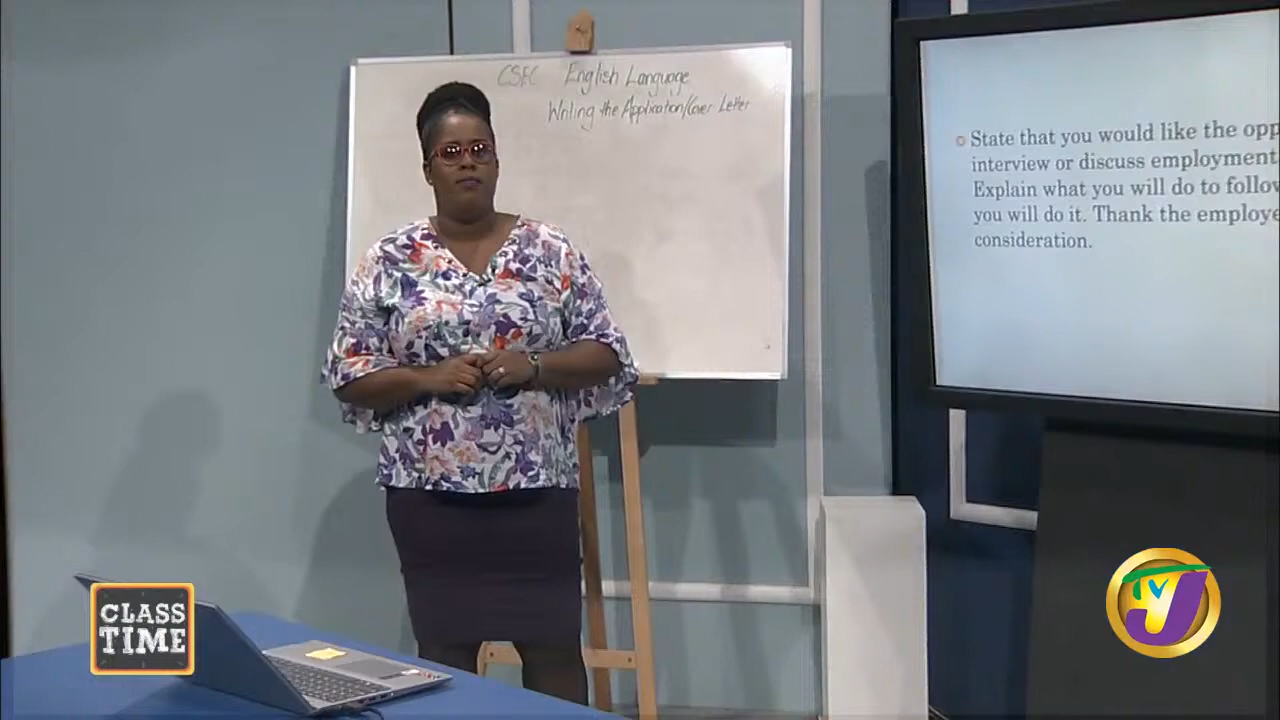 CSEC English Language
Writing the Application/Cover Letter
State that you would like the opp
interview or discuss employment
Explain what you will do to follow
you will do it. Thank the employe
consideration.
CLASS
TIME
TVJ